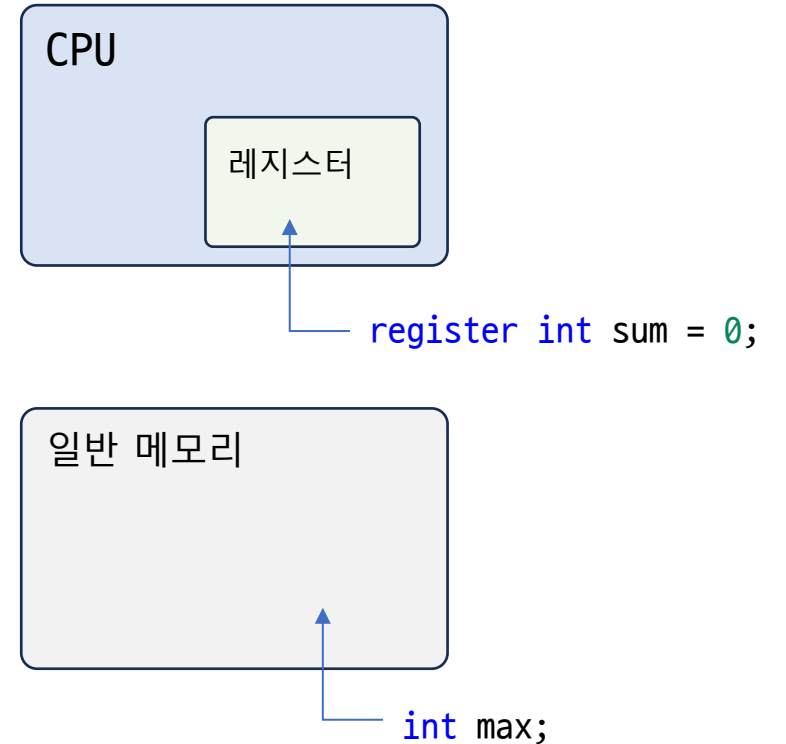 CPU
레지스터
register int sum = 0;
일반 메모리
int max;